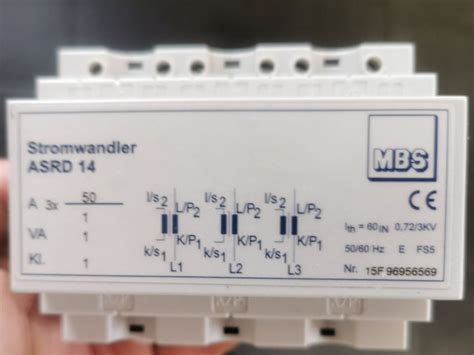 Stromwandler
ASRD 14
MBS
CE
A 3x 50
1
VA 1
Kl. 1
l/s2 L/P2 l/s2 L/P2 l/s2 L/P2
k/s1 K/P1 k/s1 K/P1 k/s1 K/P1
L1 L2 L3
Ith = 60IN 0,72/3KV
50/60 Hz E FS5
Nr. 15F 96956569